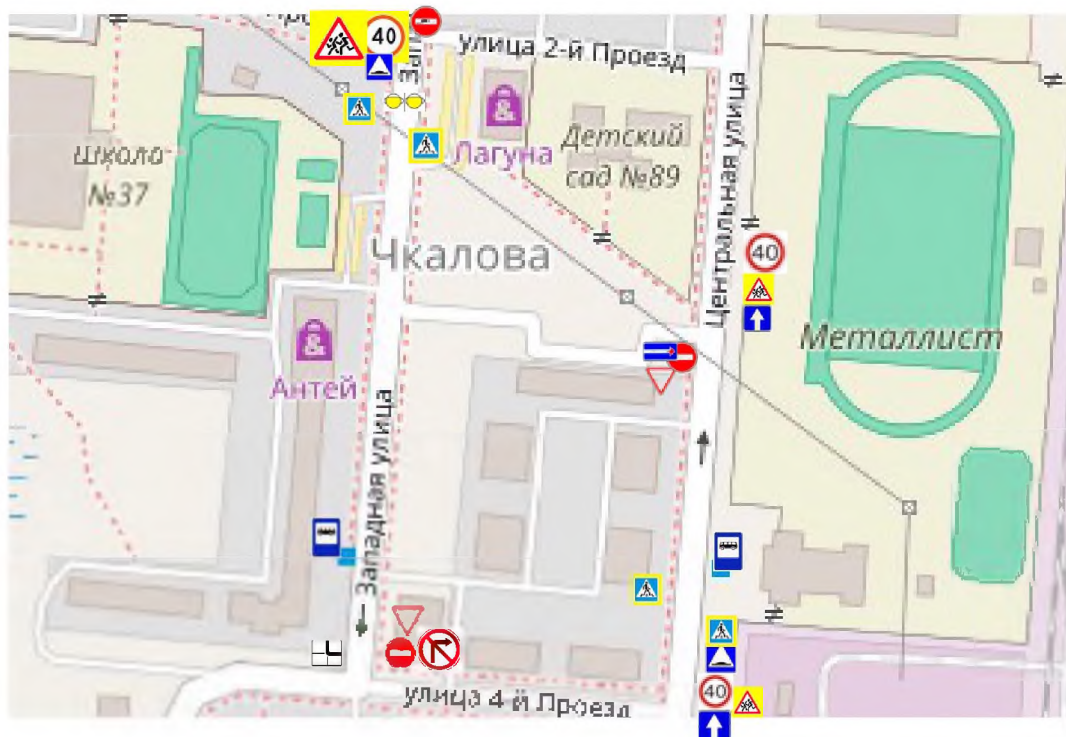 40
улица 2-й Проезд
Лагуна
Детский
сад №89
Школа
№37
Чкалова
Центральная улица
40
Металлист
Антей
Западная улица
40
улица 4-й Проезд